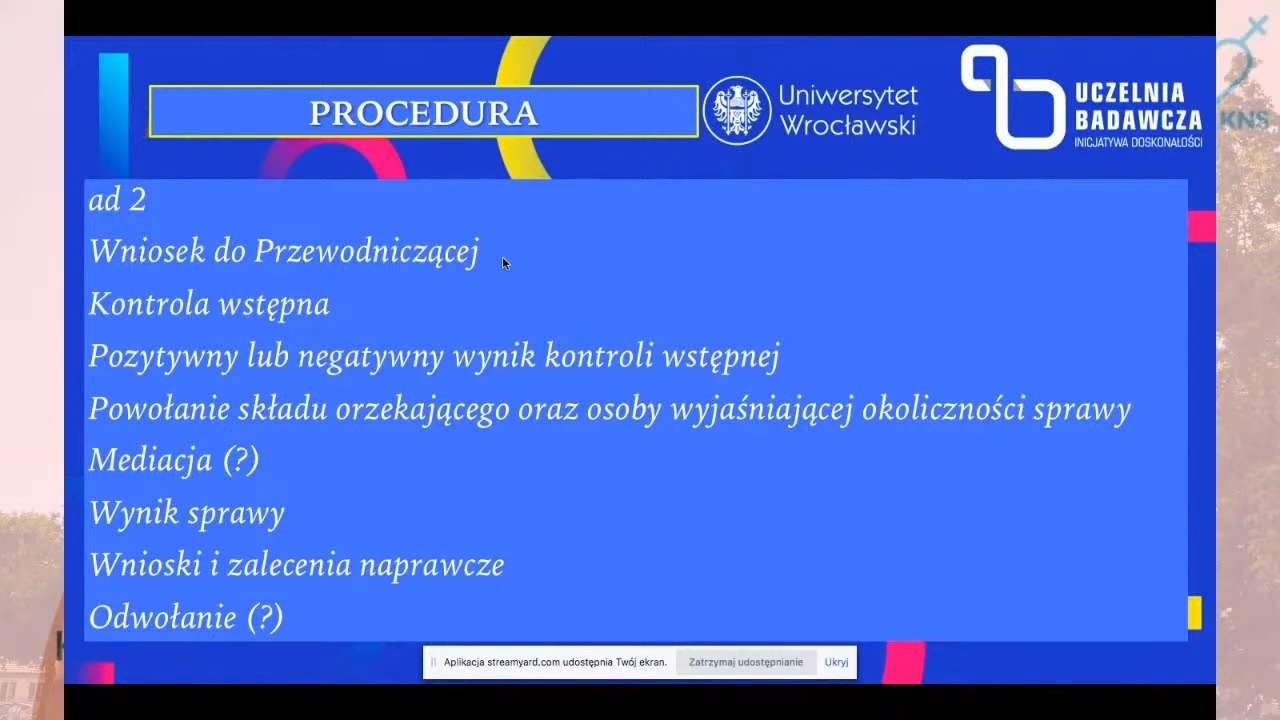 PROCEDURA
Uniwersytet
Wrocławski
UCZELNIA
BADAWCZA
INICJATYWA DOSKONAŁOŚCI
KNS
ad 2
Wniosek do Przewodniczącej
Kontrola wstępna
Pozytywny lub negatywny wynik kontroli wstępnej
Powołanie składu orzekającego oraz osoby wyjaśniającej okoliczności sprawy
Mediacja (?)
Wynik sprawy
Wnioski i zalecenia naprawcze
Odwołanie (?)
Aplikacja streamyard.com udostępnia Twój ekran. Zatrzymaj udostępnianie Ukryj